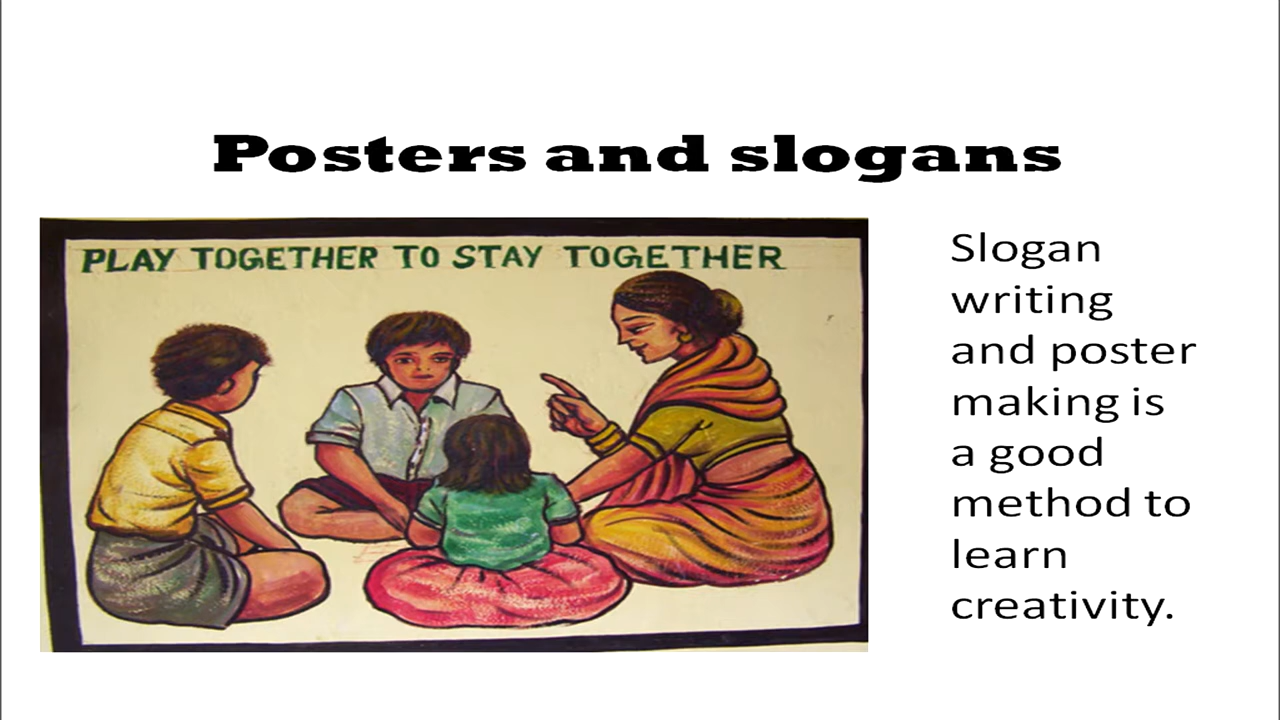 Posters and slogans
PLAY TOGETHER TO STAY TOGETHER
Slogan
writing
and poster
making is
a good
method to
learn
creativity.